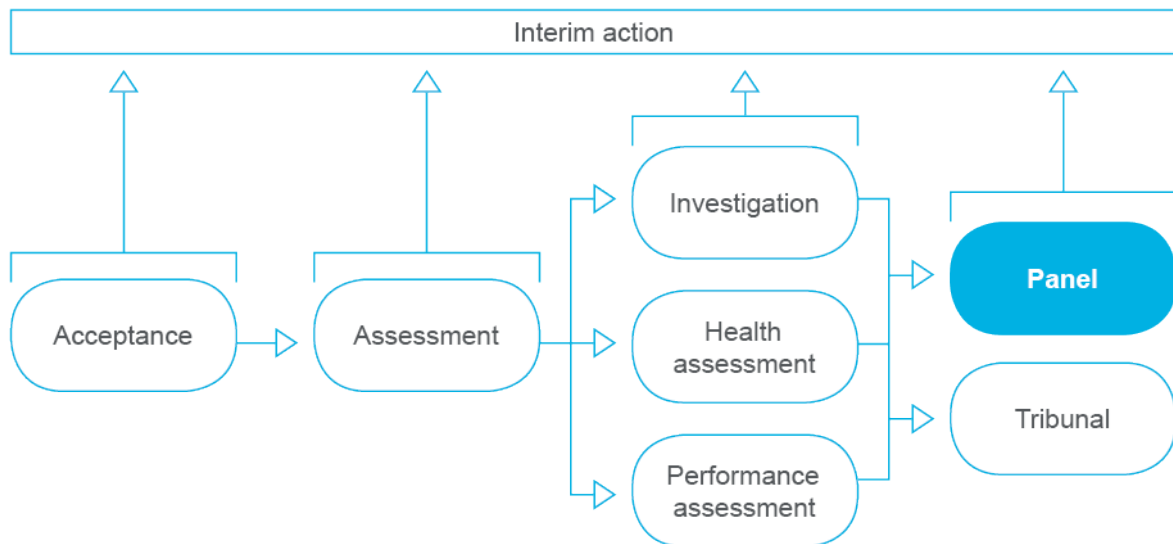 Interim action
Acceptance
Assessment
Investigation
Health
assessment
Performance
assessment
Panel
Tribunal